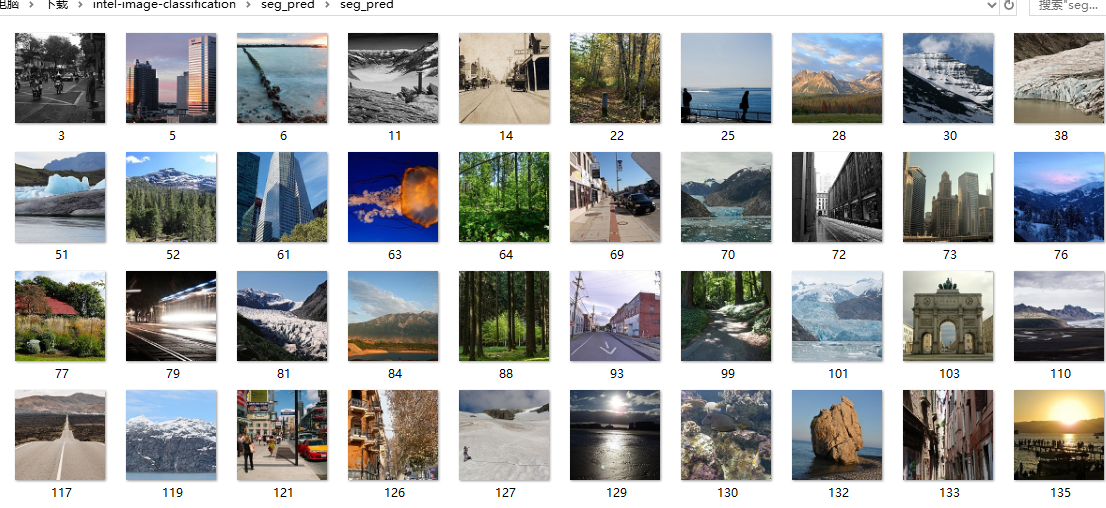 电脑 > 下载 > intel-image-classification > seg_pred > seg_pred
搜索"seg...
3 5 6 11 14 22 25 28 30 38
51 52 61 63 64 69 70 72 73 76
77 79 81 84 88 93 99 101 103 110
117 119 121 126 127 129 130 132 133 135